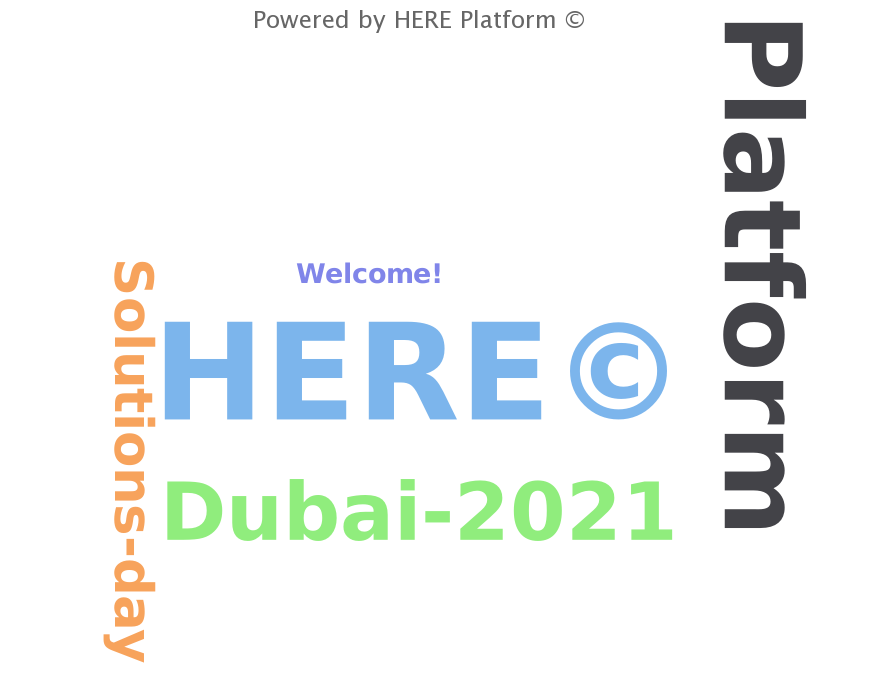 Powered by HERE Platform ©
Platform
Welcome!
Solutions-day
HERE©
Dubai-2021